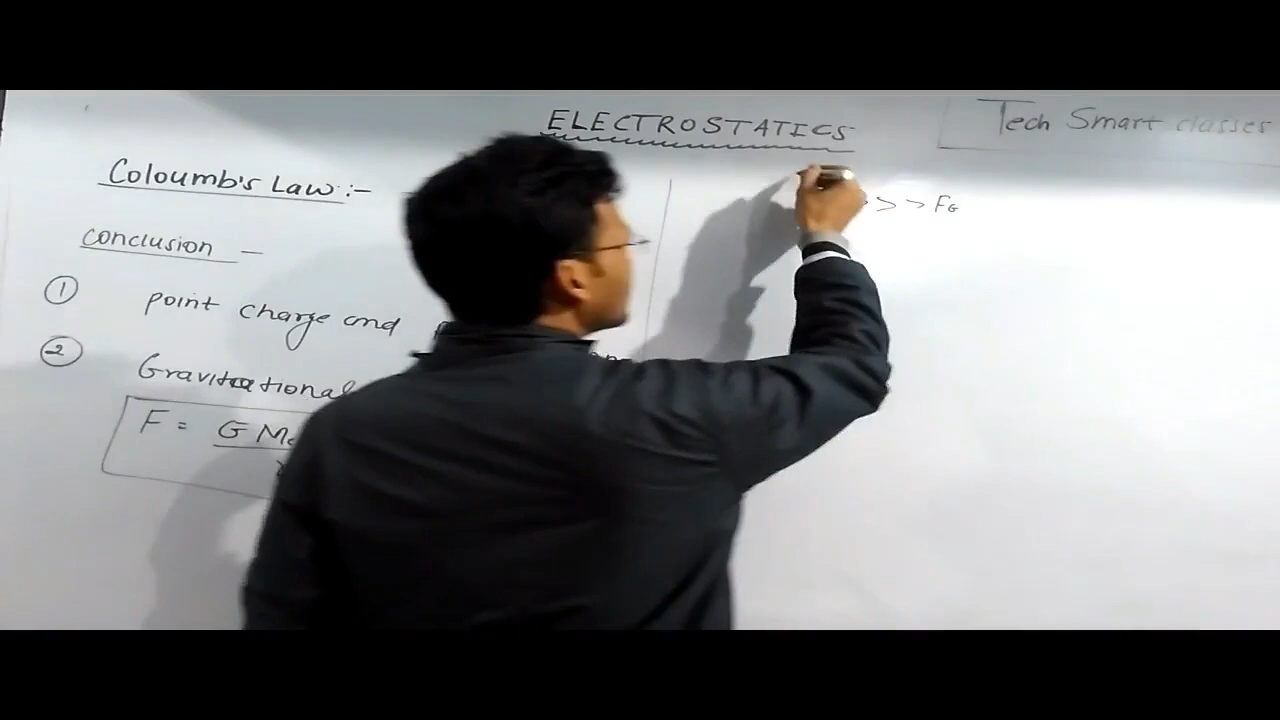 ELECTROSTATICS
Tech Smart classes
Coloumb's Law :-
conclusion —
① point charge and
② Gravitational
F = G M
> > FG